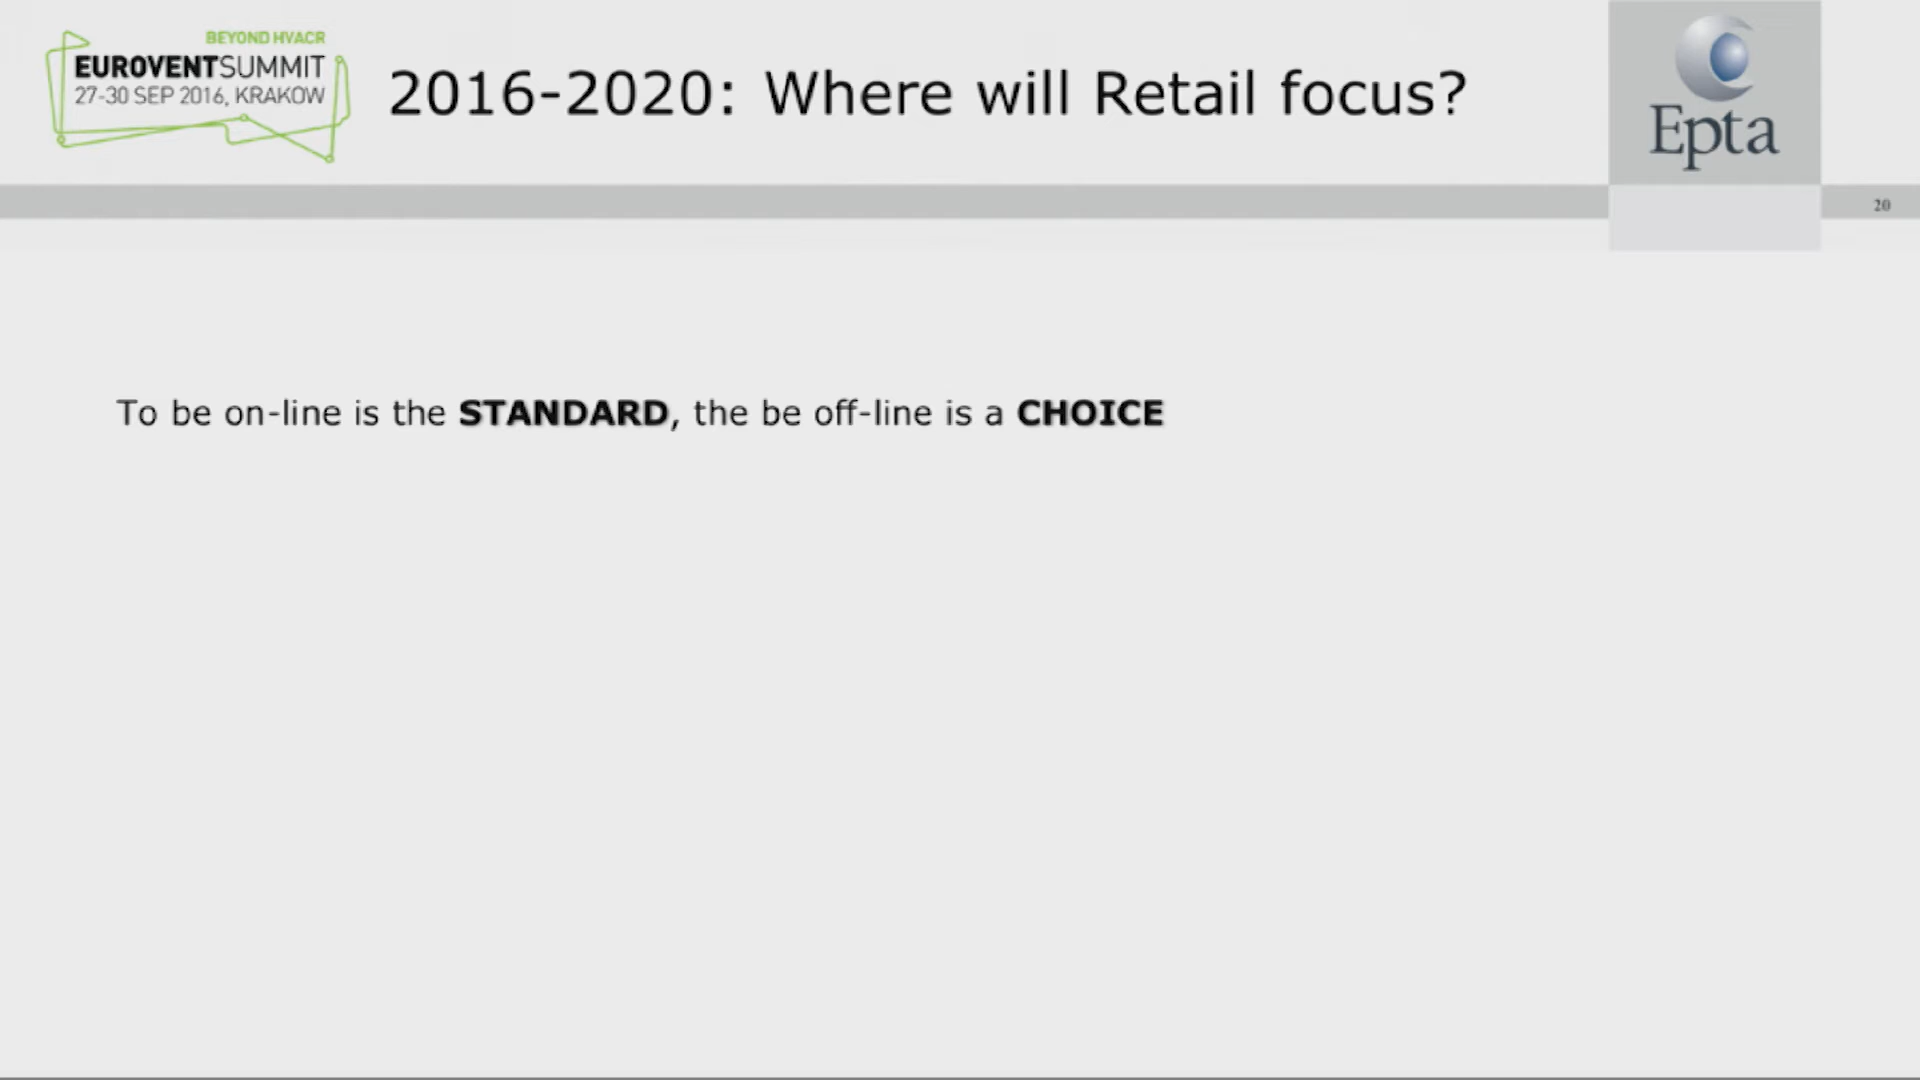 BEYOND HVACR
EUROVENTSUMMIT
27-30 SEP 2016, KRAKOW
2016-2020: Where will Retail focus?
Epta
20
To be on-line is the STANDARD, the be off-line is a CHOICE